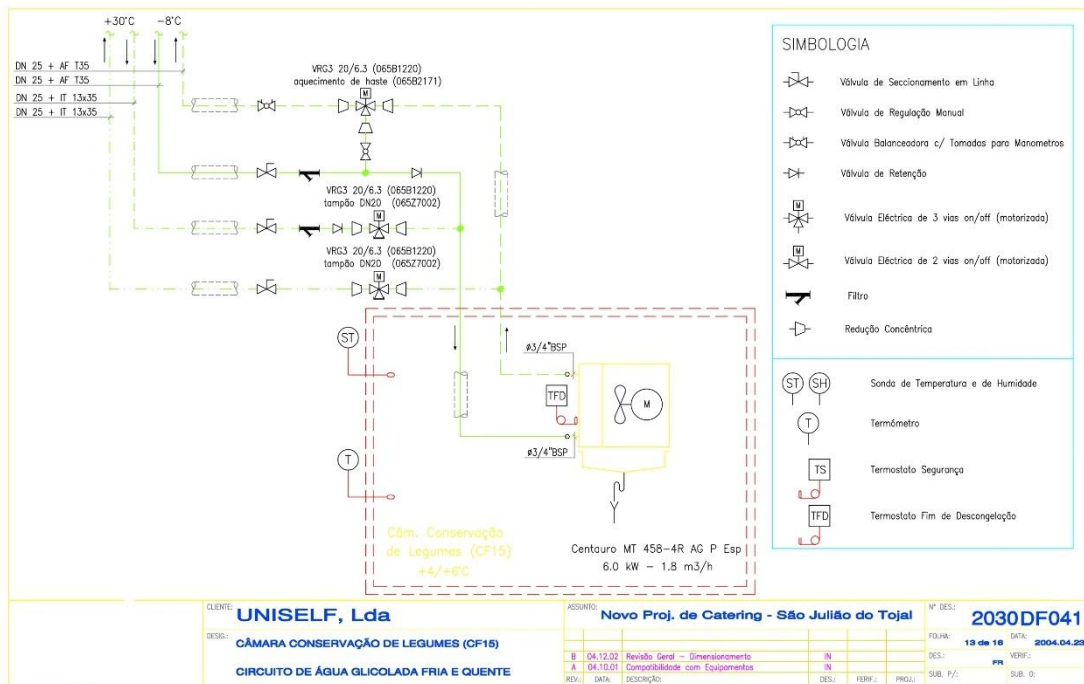 +30°C
-8°C
DN 25 + AF T35
DN 25 + AF T35
DN 25 + IT 13x35
DN 25 + IT 13x35
VRG3 20/6.3 (065B1220)
aquecimento de haste (065B2171)
M
VRG3 20/6.3 (065B1220)
tampão DN20 (065Z7002)
M
VRG3 20/6.3 (065B1220)
tampão DN20 (065Z7002)
M
ST
T
ø3/4"BSP
TFD
M
ø3/4"BSP
Câm. Conservação
de Legumes (CF15)
+4/+6°C
Centauro MT 458-4R AG P Esp
6.0 kW - 1.8 m3/h
SIMBOLOGIA
Válvula de Seccionamento em Linha
Válvula de Regulação Manual
Válvula Balanceadora c/ Tomadas para Manometros
Válvula de Retenção
M
Válvula Eléctrica de 3 vias on/off (motorizada)
M
Válvula Eléctrica de 2 vias on/off (motorizada)
Filtro
Redução Concêntrica
ST SH Sonda de Temperatura e de Humidade
T Termómetro
TS Termostato Segurança
TFD Termostato Fim de Descongelação
CLIENTE: UNISELF, Lda
DESIG.: CÂMARA CONSERVAÇÃO DE LEGUMES (CF15)
CIRCUITO DE ÁGUA GLICOLADA FRIA E QUENTE
ASSUNTO: Novo Proj. de Catering - São Julião do Tojal
B 04.12.02 Revisão Geral - Dimensionamento IN
A 04.10.01 Compatibilidade com Equipamentos IN
REV.: DATA: DESCRIÇÃO: DES.: FERIF.: PROJ.:
Nº DES.: 2030DF041
FOLHA: 13 de 16 DATA: 2004.04.23
DES.: FR VERIF.:
SUB. P/: SUB. O: